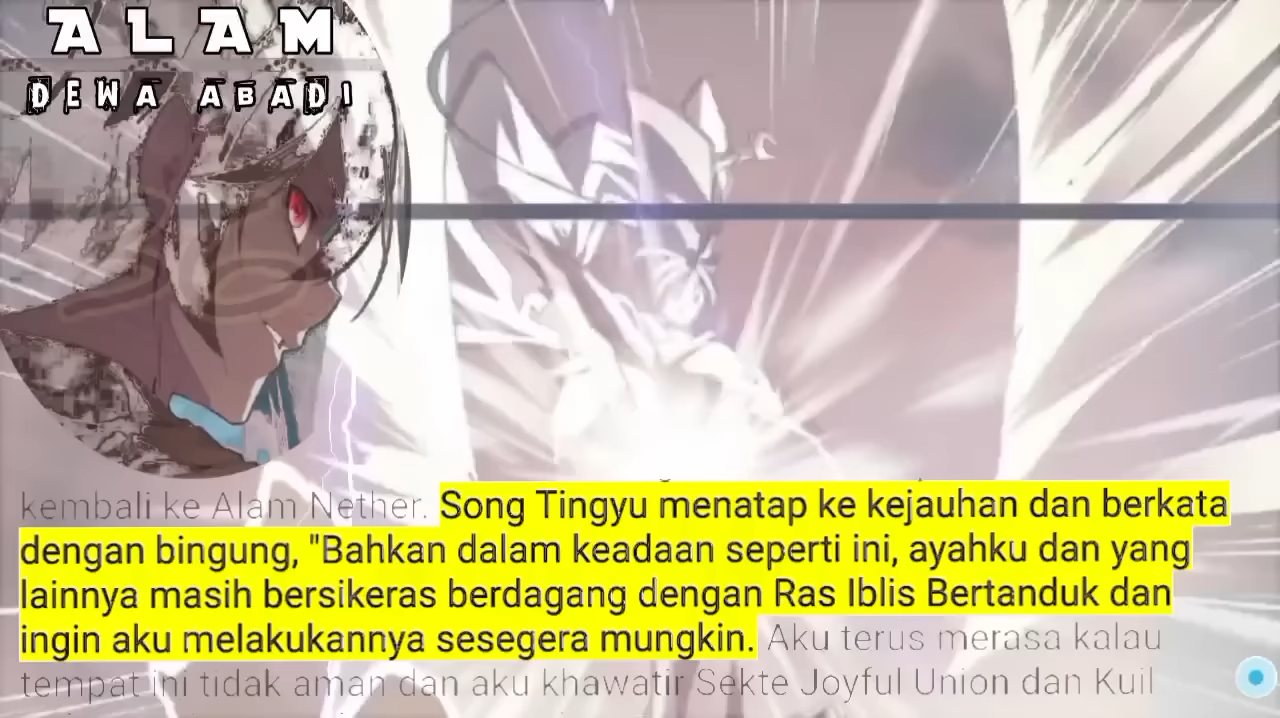 ALAM
DEWA ABADI
kembali ke Alam Nether. Song Tingyu menatap ke kejauhan dan berkata
dengan bingung, "Bahkan dalam keadaan seperti ini, ayahku dan yang
lainnya masih bersikeras berdagang dengan Ras Iblis Bertanduk dan
ingin aku melakukannya sesegera mungkin. Aku terus merasa kalau
tempat ini tidak aman dan aku khawatir Sekte Joyful Union dan Kuil